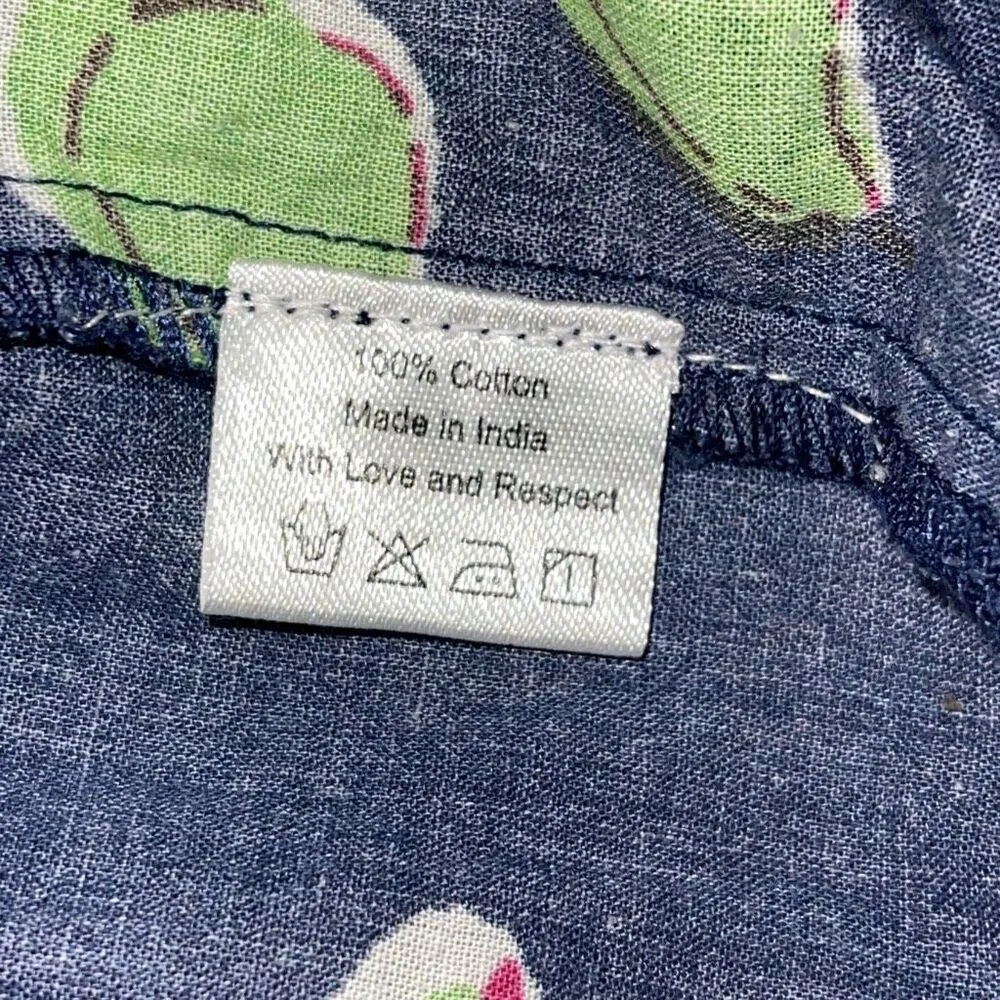 100% Cotton
Made in India
With Love and Respect